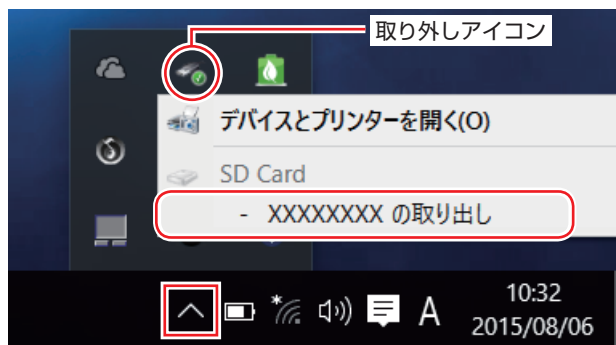 取り外しアイコン
デバイスとプリンターを開く(O)
SD Card
- XXXXXXXX の取り出し
A
10:32
2015/08/06